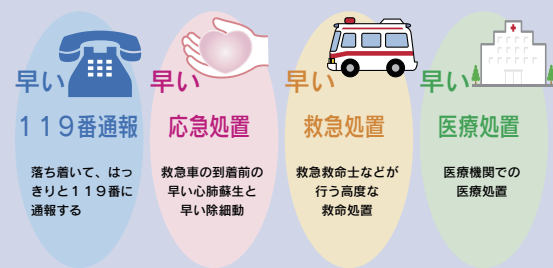 早い
１１９番通報
落ち着いて、はっ
きりと１１９番に
通報する
早い
応急処置
救急車の到着前の
早い心肺蘇生と
早い除細動
早い
救急処置
救急救命士などが
行う高度な
救命処置
早い
医療処置
医療機関での
医療処置